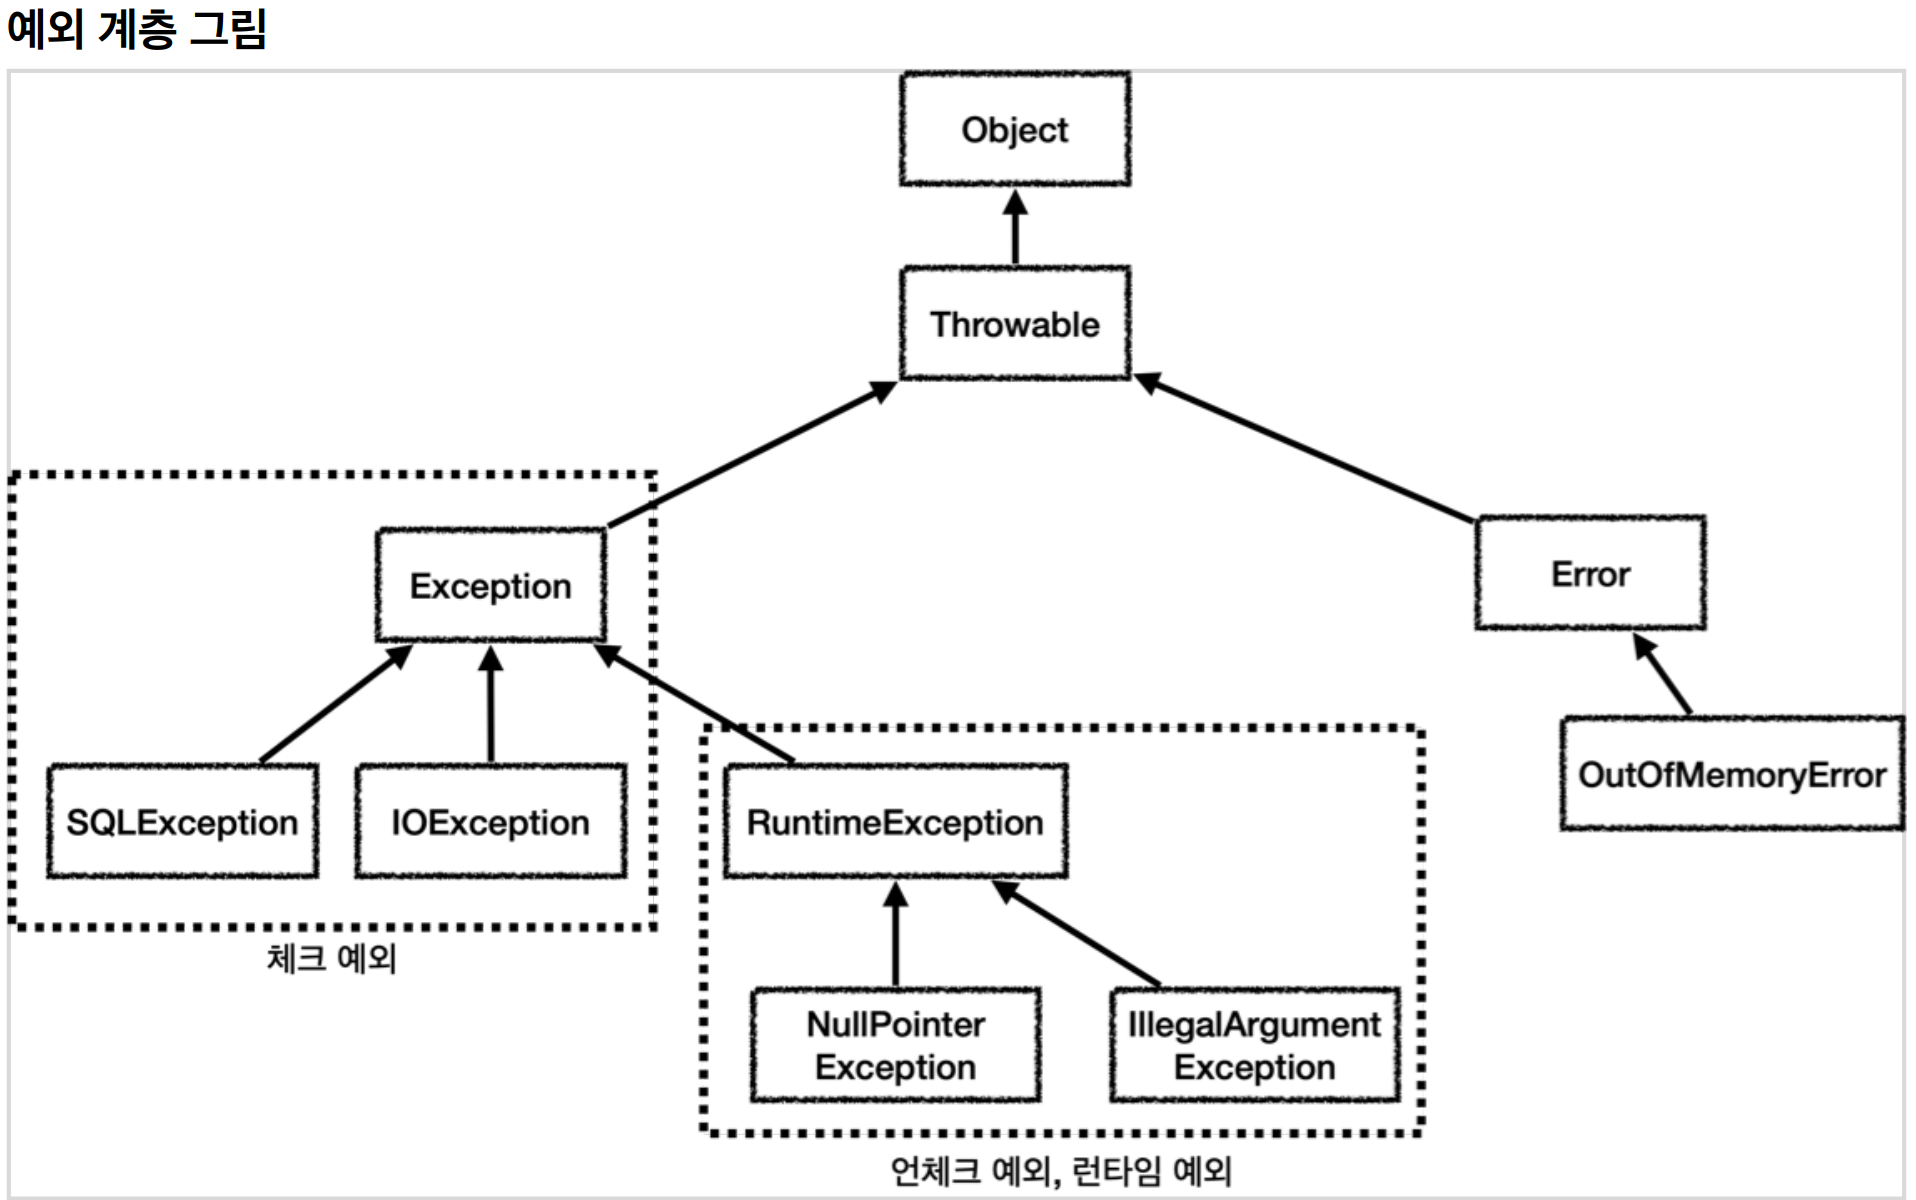 예외 계층 그림
Object
Throwable
Exception
Error
SQLException
IOException
RuntimeException
OutOfMemoryError
체크 예외
NullPointer
Exception
IllegalArgument
Exception
언체크 예외, 런타임 예외